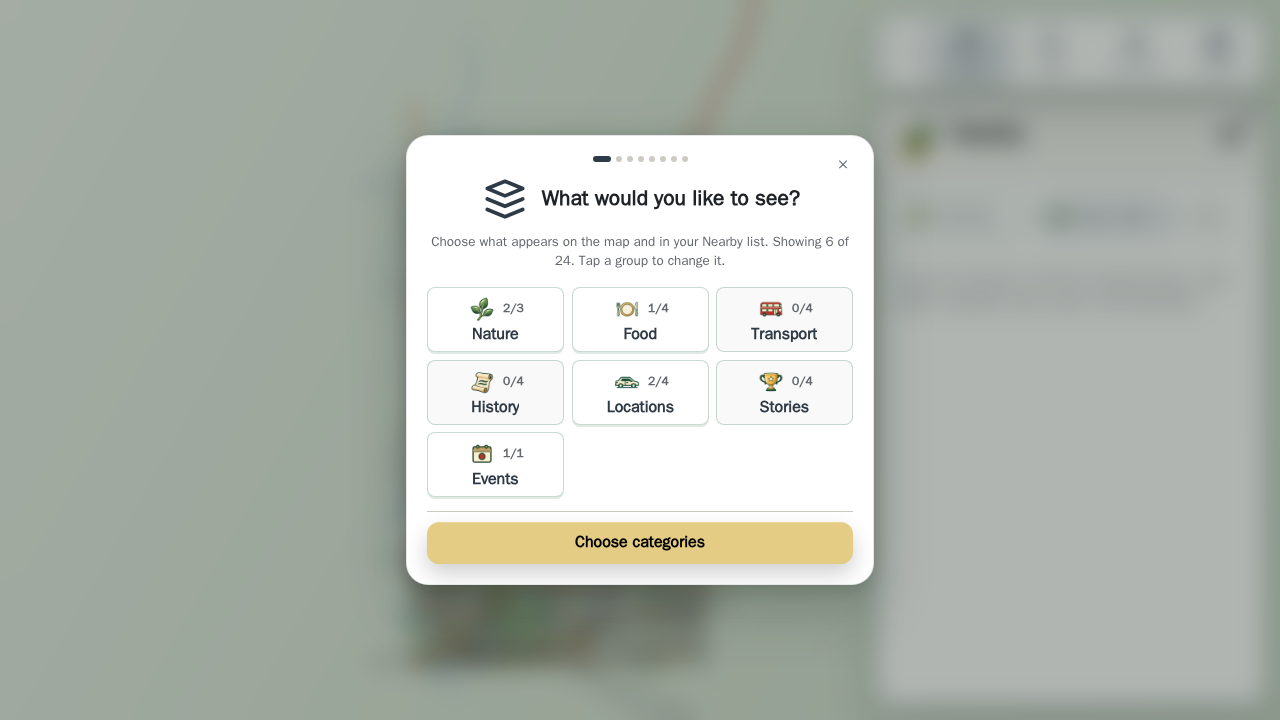 What would you like to see?
Choose what appears on the map and in your Nearby list. Showing 6 of
24. Tap a group to change it.
2/3
Nature
1/4
Food
0/4
Transport
0/4
History
2/4
Locations
0/4
Stories
1/1
Events
Choose categories